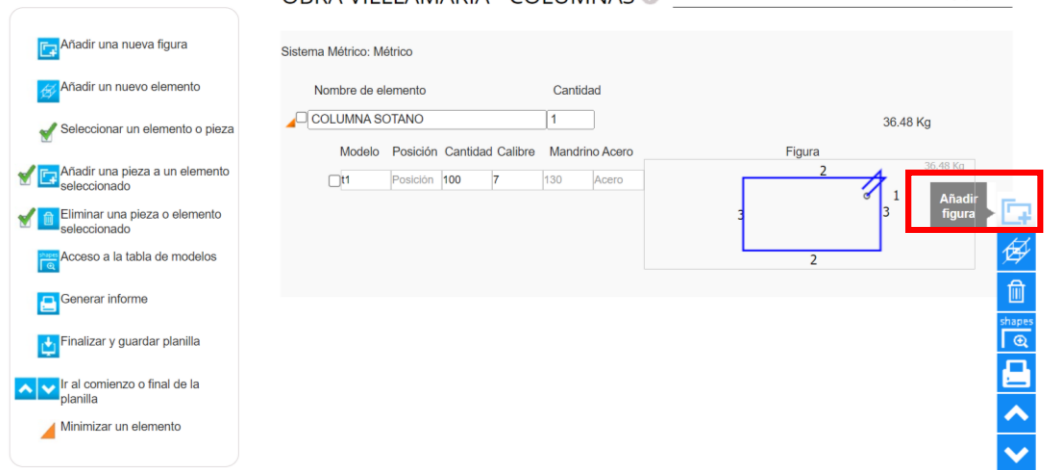 OBRA VILLAMARIA - COLUMNAS
Añadir una nueva figura
Añadir un nuevo elemento
Seleccionar un elemento o pieza
Añadir una pieza a un elemento
seleccionado
Eliminar una pieza o elemento
seleccionado
shapes
Acceso a la tabla de modelos
Generar informe
Finalizar y guardar planilla
Ir al comienzo o final de la
planilla
Minimizar un elemento
Sistema Métrico: Métrico
Nombre de elemento Cantidad
COLUMNA SOTANO 1 36.48 Kg
Modelo Posición Cantidad Calibre Mandrino Acero Figura
t1 Posición 100 7 130 Acero
36.48 Kg
2
1
3
3
2
Añadir
figura
shapes